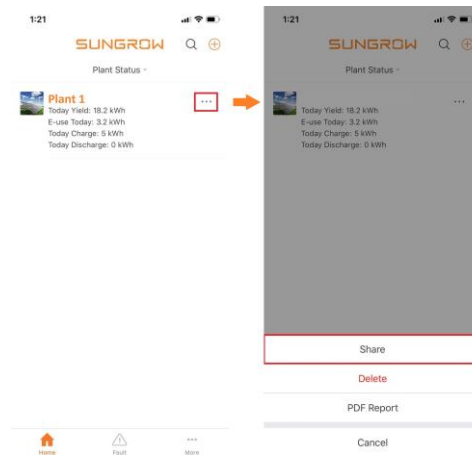 1:21
SUNGROW
Plant Status
Plant 1
Today Yield: 18.2 kWh
E-use Today: 3.2 kWh
Today Charge: 5 kWh
Today Discharge: 0 kWh
Home
Fault
More
1:21
SUNGROW
Plant Status
Today Yield: 18.2 kWh
E-use Today: 3.2 kWh
Today Charge: 5 kWh
Today Discharge: 0 kWh
Share
Delete
PDF Report
Cancel